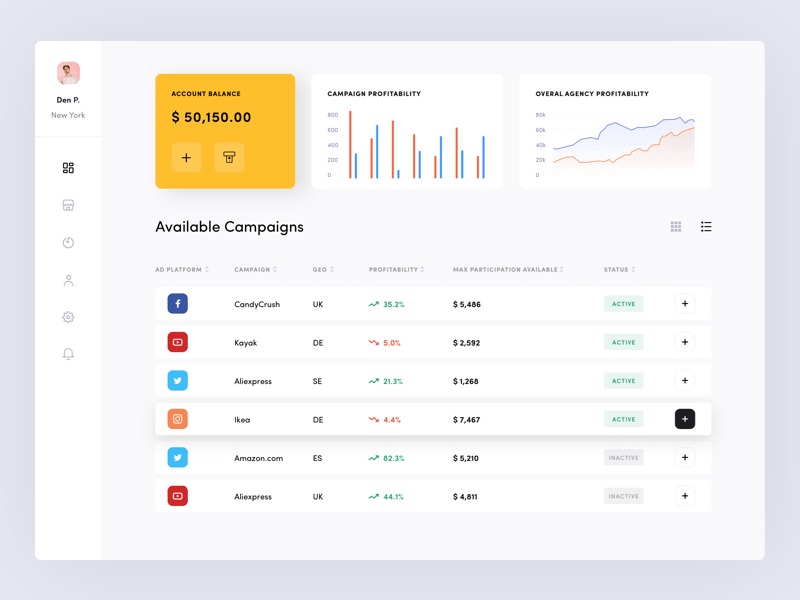 Den P.
New York
ACCOUNT BALANCE
$ 50,150.00
CAMPAIGN PROFITABILITY
800
600
400
200
0
OVERAL AGENCY PROFITABILITY
80k
60k
40k
20k
0
Available Campaigns
AD PLATFORM CAMPAIGN GEO PROFITABILITY MAX PARTICIPATION AVAILABLE STATUS
CandyCrush UK 35.2% $ 5,486 ACTIVE
Kayak DE 5.0% $ 2,592 ACTIVE
Aliexpress SE 21.3% $ 1,268 ACTIVE
Ikea DE 4.4% $ 7,467 ACTIVE
Amazon.com ES 82.3% $ 5,210 INACTIVE
Aliexpress UK 44.1% $ 4,811 INACTIVE